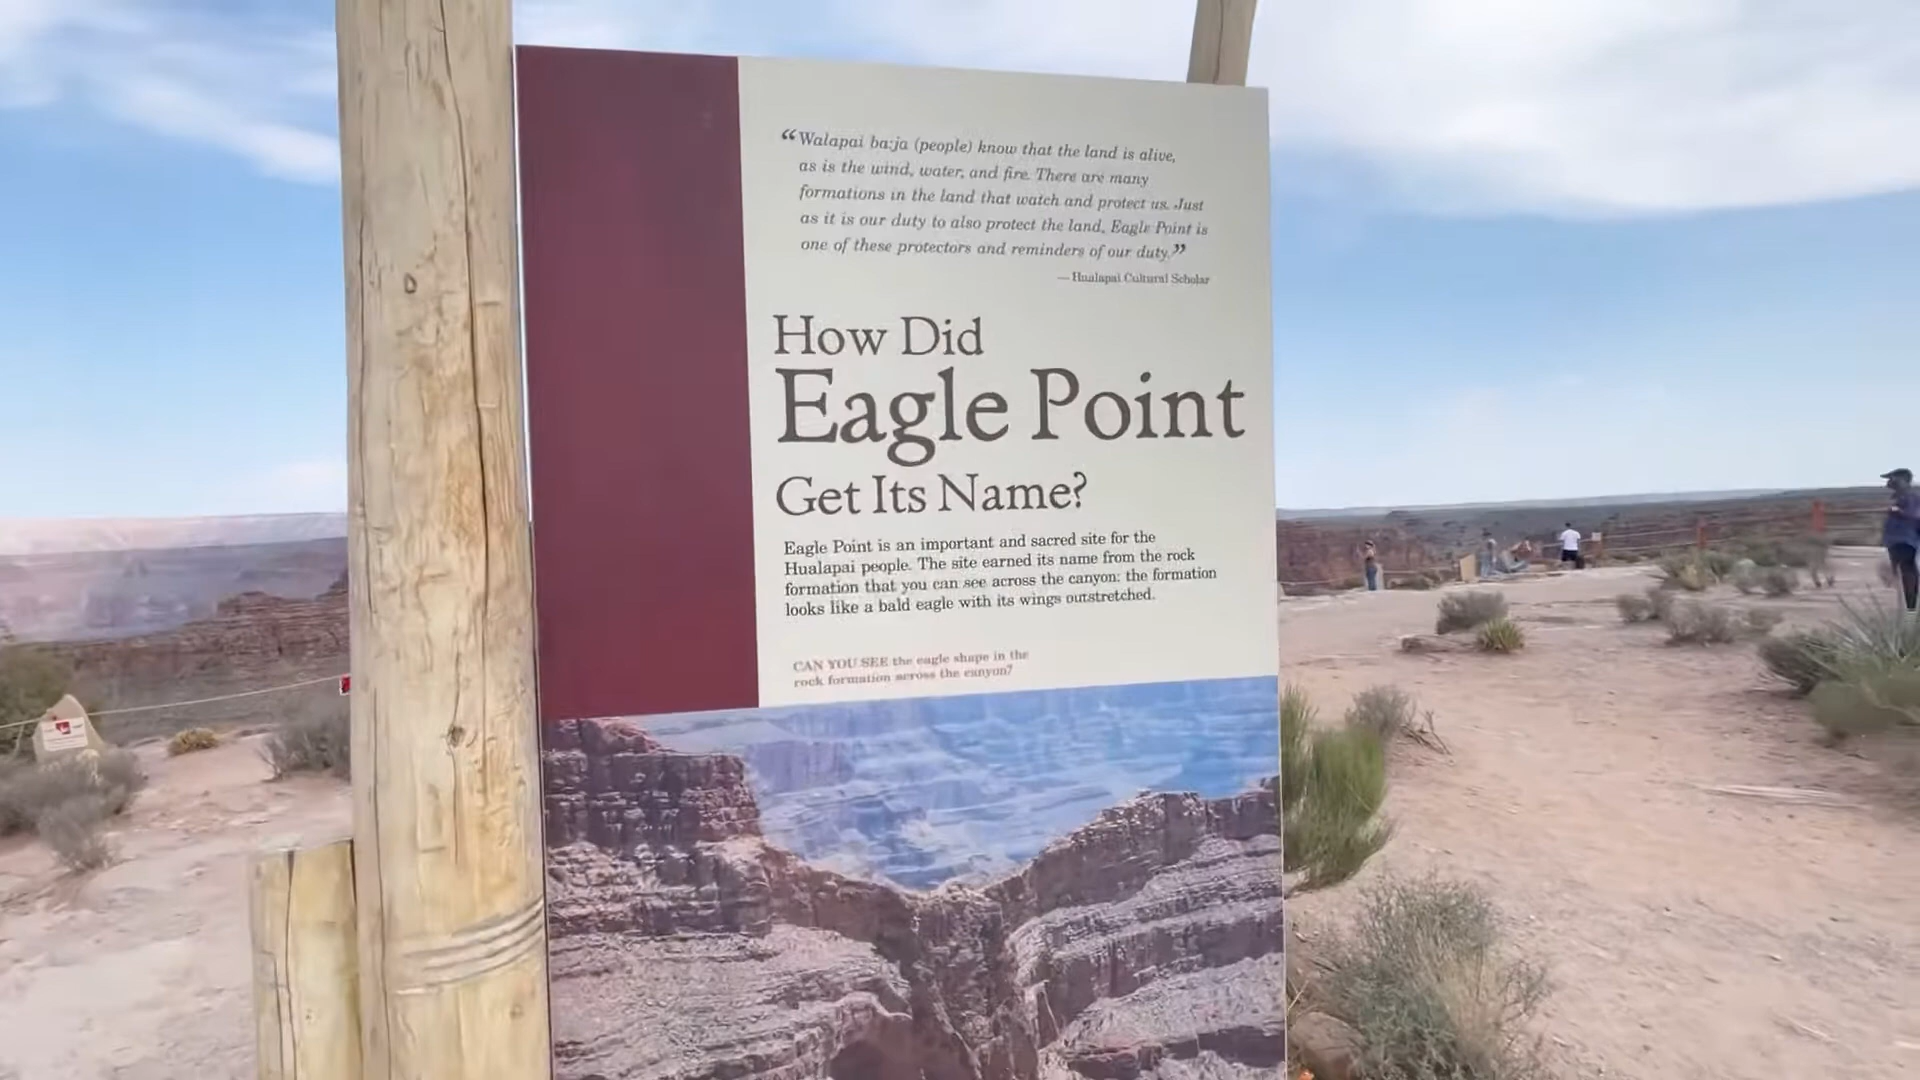 “Walapai ba:ja (people) know that the land is alive,
as is the wind, water, and fire. There are many
formations in the land that watch and protect us. Just
as it is our duty to also protect the land, Eagle Point is
one of these protectors and reminders of our duty.”
— Hualapai Cultural Scholar
How Did
Eagle Point
Get Its Name?
Eagle Point is an important and sacred site for the
Hualapai people. The site earned its name from the rock
formation that you can see across the canyon: the formation
looks like a bald eagle with its wings outstretched.
CAN YOU SEE the eagle shape in the
rock formation across the canyon?